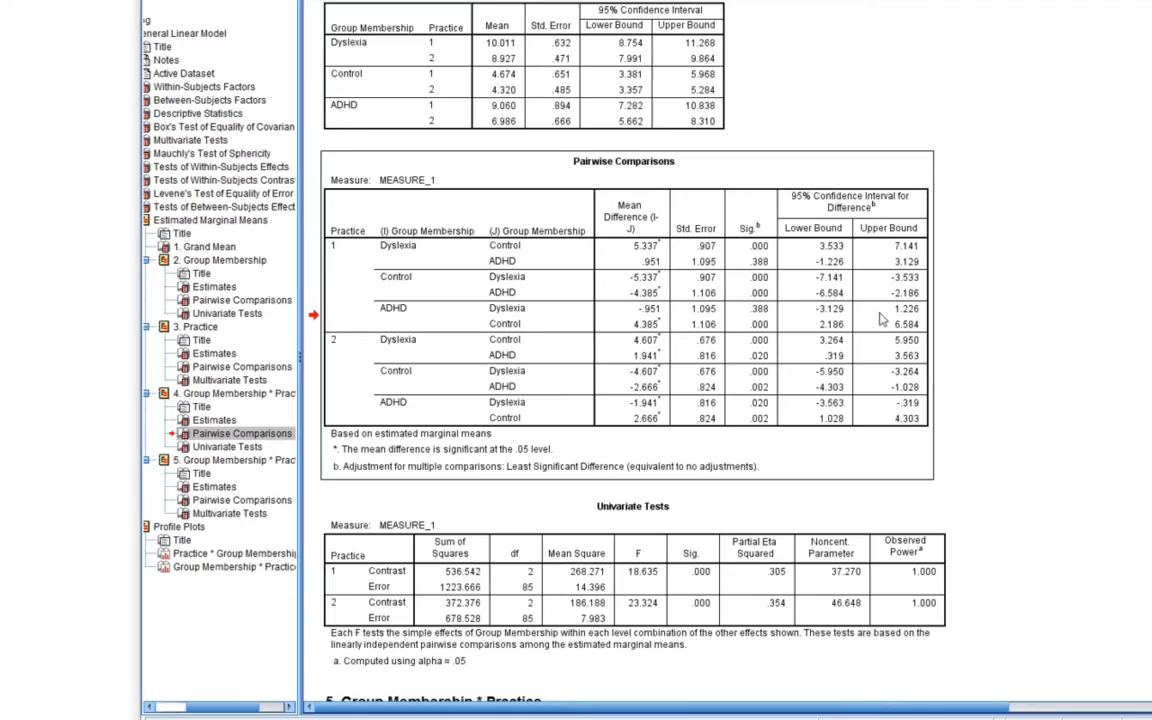 ng
eneral Linear Model
Title
Notes
Active Dataset
Within-Subjects Factors
Between-Subjects Factors
Descriptive Statistics
Box's Test of Equality of Covarian
Multivariate Tests
Mauchly's Test of Sphericity
Tests of Within-Subjects Effects
Tests of Within-Subjects Contras
Levene's Test of Equality of Error
Tests of Between-Subjects Effect
Estimated Marginal Means
Title
1. Grand Mean
2. Group Membership
Title
Estimates
Pairwise Comparisons
Univariate Tests
3. Practice
Title
Estimates
Pairwise Comparisons
Multivariate Tests
4. Group Membership * Prac
Title
Estimates
Pairwise Comparisons
Univariate Tests
5. Group Membership * Prac
Title
Estimates
Pairwise Comparisons
Multivariate Tests
Profile Plots
Title
Practice * Group Membership
Group Membership * Practice
95% Confidence Interval
Group Membership Practice Mean Std. Error Lower Bound Upper Bound
Dyslexia 1 10.011 .632 8.754 11.268
2 8.927 .471 7.991 9.864
Control 1 4.674 .651 3.381 5.968
2 4.320 .485 3.357 5.284
ADHD 1 9.060 .894 7.282 10.838
2 6.986 .666 5.662 8.310
Pairwise Comparisons
Measure: MEASURE_1
95% Confidence Interval for
Differenceb
Mean
Difference (I-
J)
Practice (I) Group Membership (J) Group Membership Std. Error Sig.b Lower Bound Upper Bound
1 Dyslexia Control 5.337* .907 .000 3.533 7.141
ADHD .951 1.095 .388 -1.226 3.129
Control Dyslexia -5.337* .907 .000 -7.141 -3.533
ADHD -4.385* 1.106 .000 -6.584 -2.186
ADHD Dyslexia -.951 1.095 .388 -3.129 1.226
Control 4.385* 1.106 .000 2.186 6.584
2 Dyslexia Control 4.607* .676 .000 3.264 5.950
ADHD 1.941* .816 .020 .319 3.563
Control Dyslexia -4.607* .676 .000 -5.950 -3.264
ADHD -2.666* .824 .002 -4.303 -1.028
ADHD Dyslexia -1.941* .816 .020 -3.563 -.319
Control 2.666* .824 .002 1.028 4.303
Based on estimated marginal means
*. The mean difference is significant at the .05 level.
b. Adjustment for multiple comparisons: Least Significant Difference (equivalent to no adjustments).
Univariate Tests
Measure: MEASURE_1
Practice Sum of Squares df Mean Square F Sig. Partial Eta Squared Noncent. Parameter Observed Powera
1 Contrast 536.542 2 268.271 18.635 .000 .305 37.270 1.000
Error 1223.666 85 14.396
2 Contrast 372.376 2 186.188 23.324 .000 .354 46.648 1.000
Error 678.528 85 7.983
Each F tests the simple effects of Group Membership within each level combination of the other effects shown. These tests are based on the
linearly independent pairwise comparisons among the estimated marginal means.
a. Computed using alpha = .05
5. Group Membership * Practice